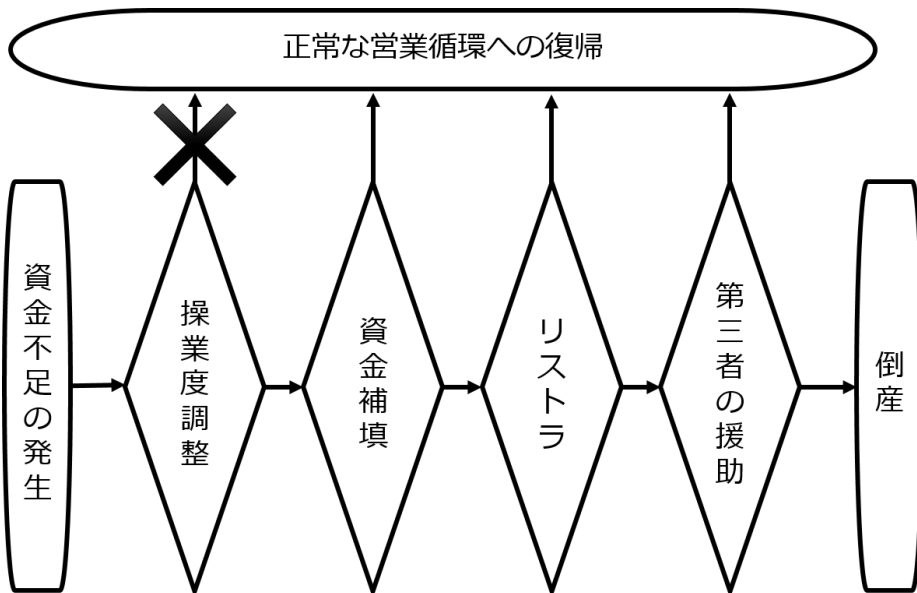 正常な営業循環への復帰
資金不足の発生
操業度調整
資金補填
リストラ
第三者の援助
倒産